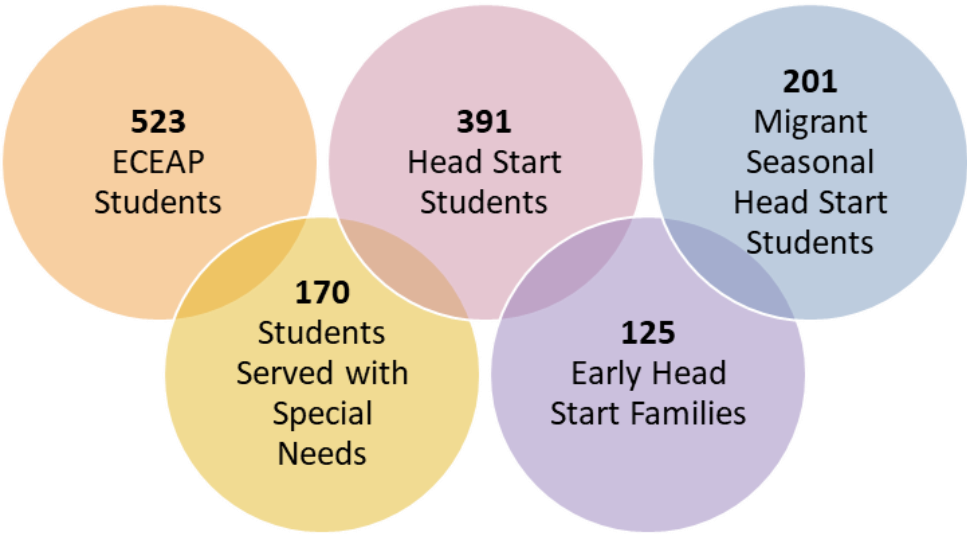 523
ECEAP
Students
391
Head Start
Students
201
Migrant
Seasonal
Head Start
Students
170
Students
Served with
Special
Needs
125
Early Head
Start Families